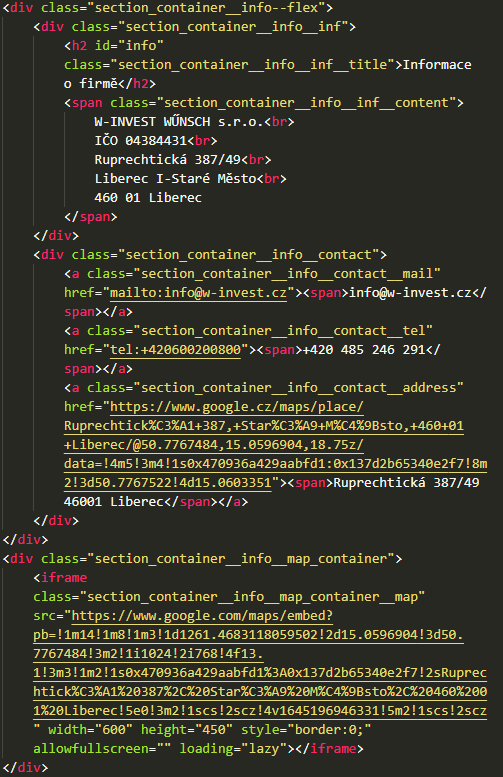 <div class="section_container__info--flex">
<div class="section_container__info__inf">
<h2 id="info"
class="section_container__info__inf__title">Informace
o firmě</h2>
<span class="section_container__info__inf__content">
W-INVEST WŰNSCH s.r.o.<br>
IČO 04384431<br>
Ruprechtická 387/49<br>
Liberec I-Staré Město<br>
460 01 Liberec
</span>
</div>
<div class="section_container__info__contact">
<a class="section_container__info__contact__mail"
href="mailto:info@w-invest.cz"><span>info@w-invest.cz</
span></a>
<a class="section_container__info__contact__tel"
href="tel:+420600200800"><span>+420 485 246 291</
span></a>
<a class="section_container__info__contact__address"
href="https://www.google.cz/maps/place/
Ruprechtick%C3%A1+387,+Star%C3%A9+M%C4%9Bsto,+460+01
+Liberec/@50.7767484,15.0596904,18.75z/
data=!4m5!3m4!1s0x470936a429aabfd1:0x137d2b65340e2f7!8m
2!3d50.7767522!4d15.0603351"><span>Ruprechtická 387/49
46001 Liberec</span></a>
</div>
</div>
<div class="section_container__info__map_container">
<iframe
class="section_container__info__map_container__map"
src="https://www.google.com/maps/embed?
pb=!1m14!1m8!1m3!1d1261.4683118059502!2d15.0596904!3d50.
7767484!3m2!1i1024!2i768!4f13.
1!3m3!1m2!1s0x470936a429aabfd1%3A0x137d2b65340e2f7!2sRuprec
htick%C3%A1%20387%2C%20Star%C3%A9%20M%C4%9Bsto%2C%20460%200
1%20Liberec!5e0!3m2!1scs!2scz!4v1645196946331!5m2!1scs!2scz
" width="600" height="450" style="border:0;"
allowfullscreen="" loading="lazy"></iframe>
</div>